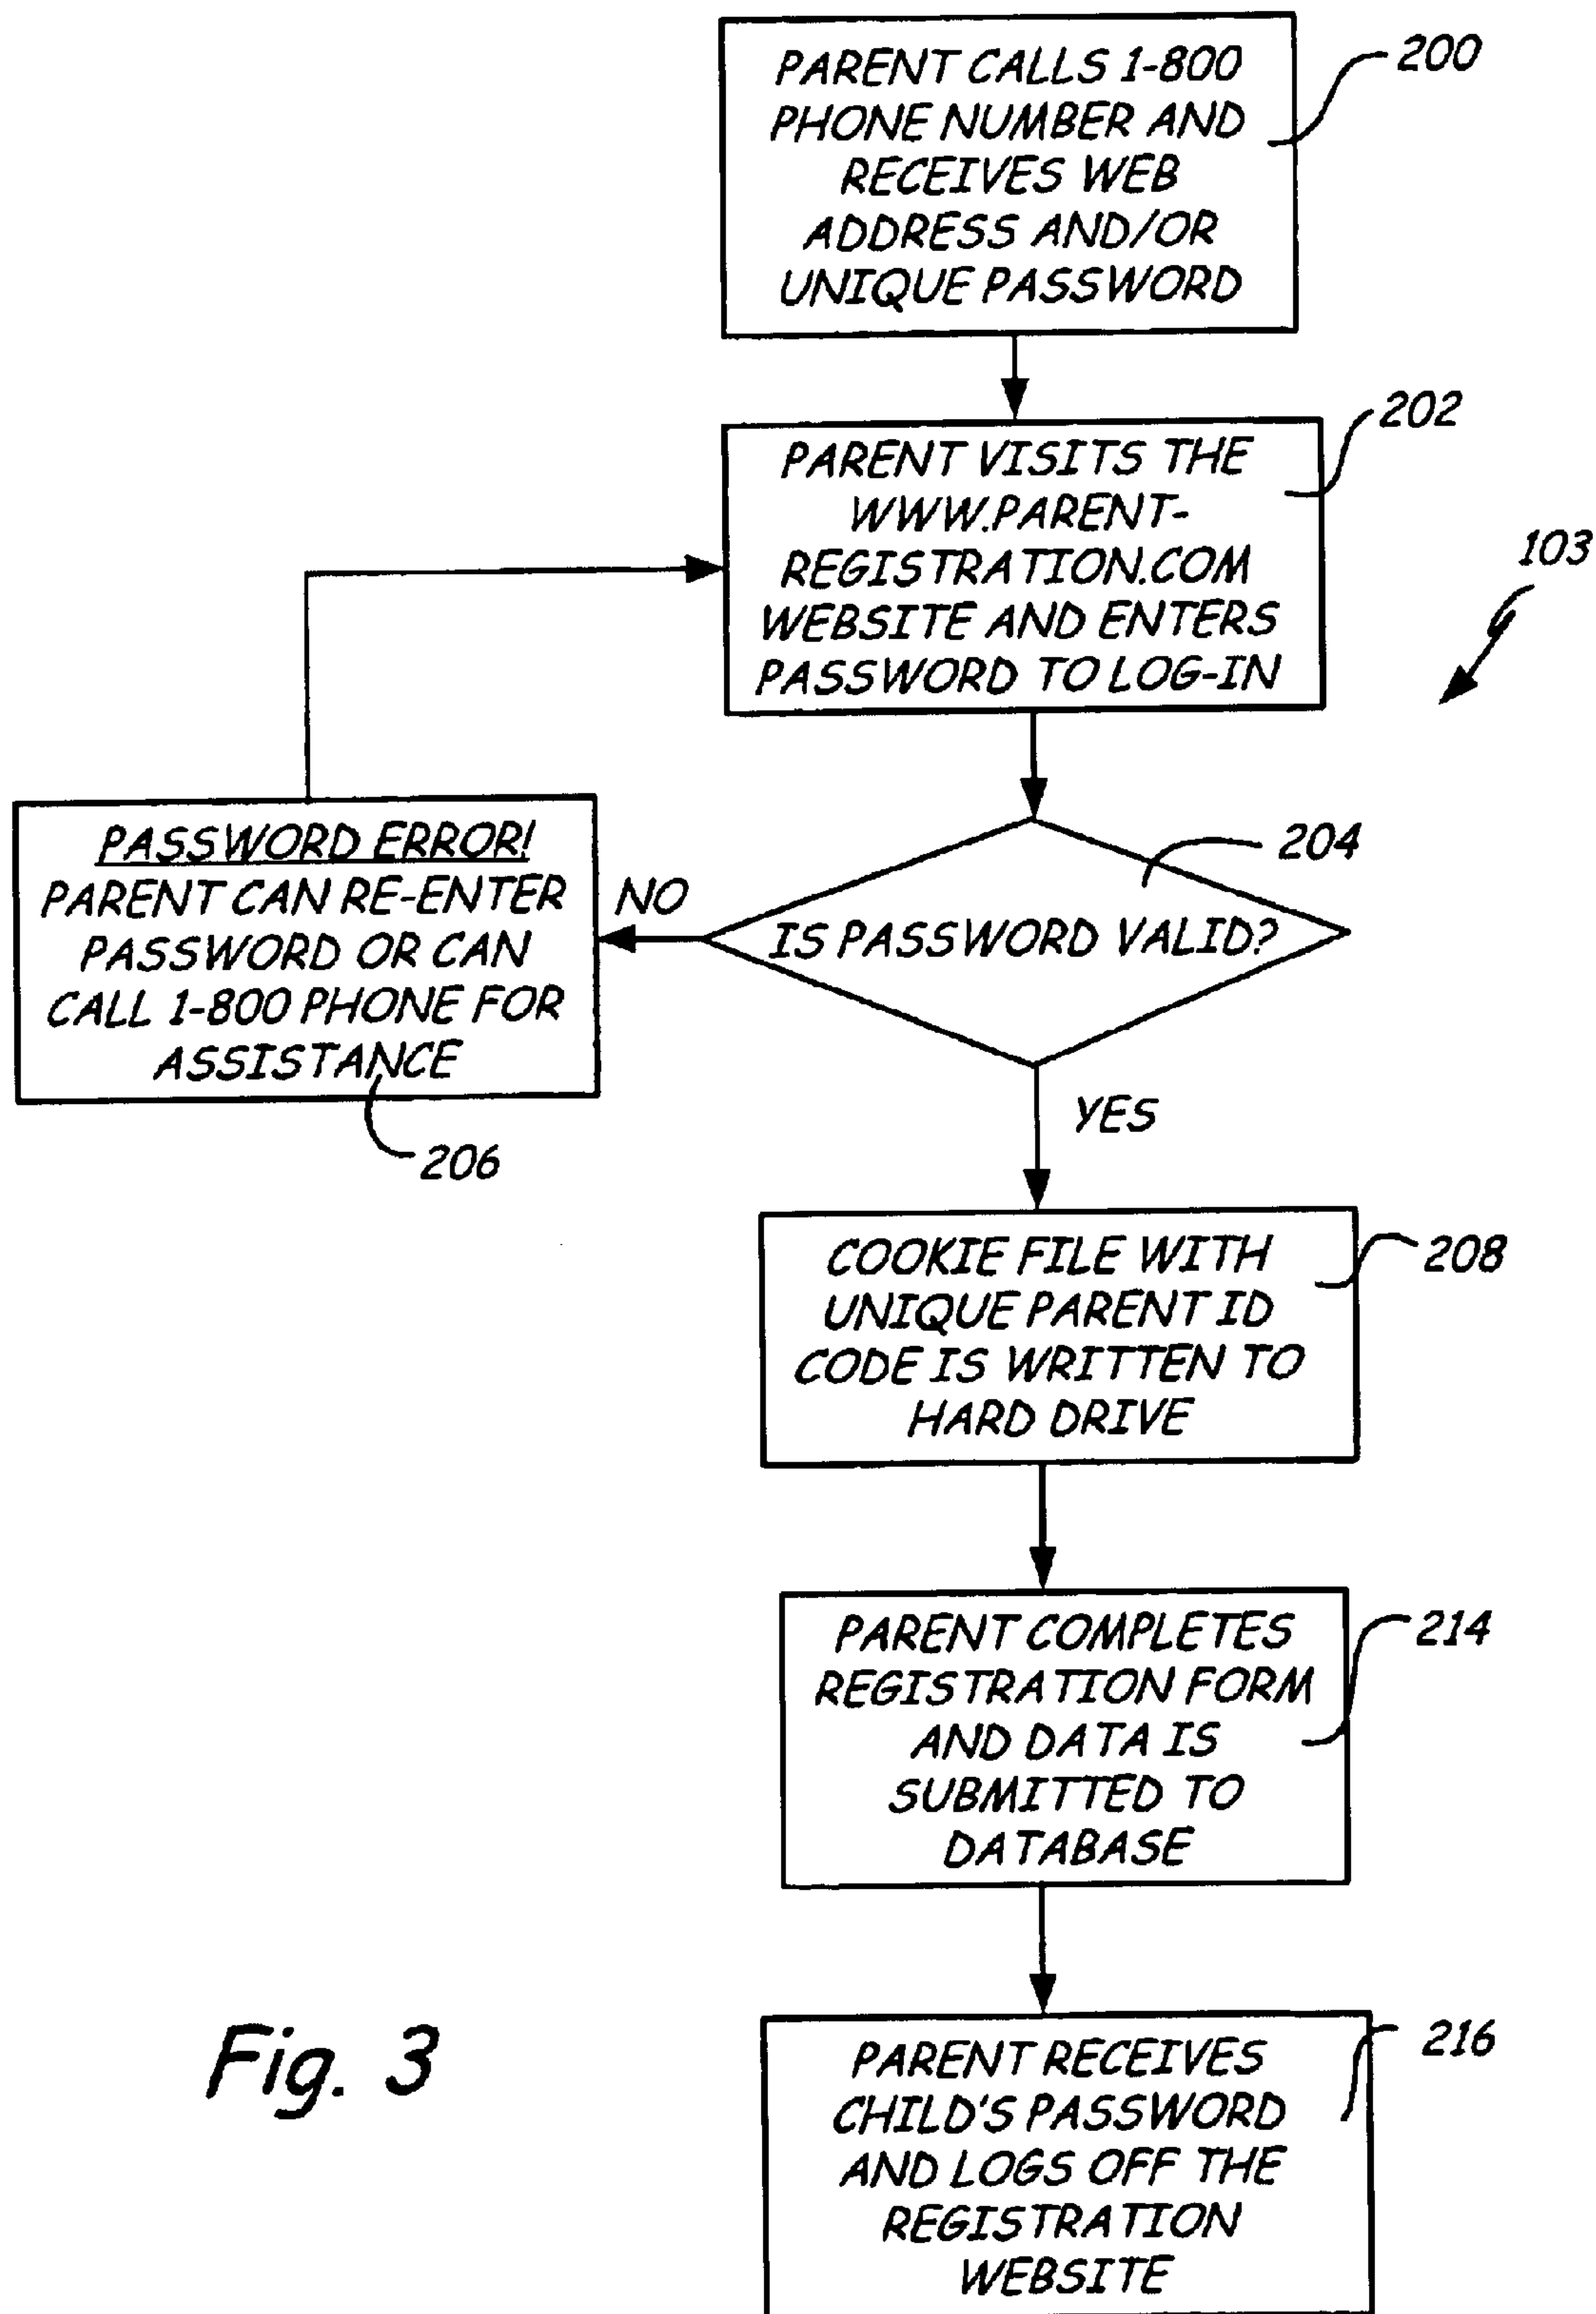 PARENT CALLS 1-800
PHONE NUMBER AND
RECEIVES WEB
ADDRESS AND/OR
UNIQUE PASSWORD
200
PARENT VISITS THE
WWW.PARENT-
REGISTRATION.COM
WEBSITE AND ENTERS
PASSWORD TO LOG-IN
202
103
IS PASSWORD VALID?
204
NO
PASSWORD ERROR!
PARENT CAN RE-ENTER
PASSWORD OR CAN
CALL 1-800 PHONE FOR
ASSISTANCE
206
YES
COOKIE FILE WITH
UNIQUE PARENT ID
CODE IS WRITTEN TO
HARD DRIVE
208
PARENT COMPLETES
REGISTRATION FORM
AND DATA IS
SUBMITTED TO
DATABASE
214
PARENT RECEIVES
CHILD'S PASSWORD
AND LOGS OFF THE
REGISTRATION
WEBSITE
216
Fig. 3